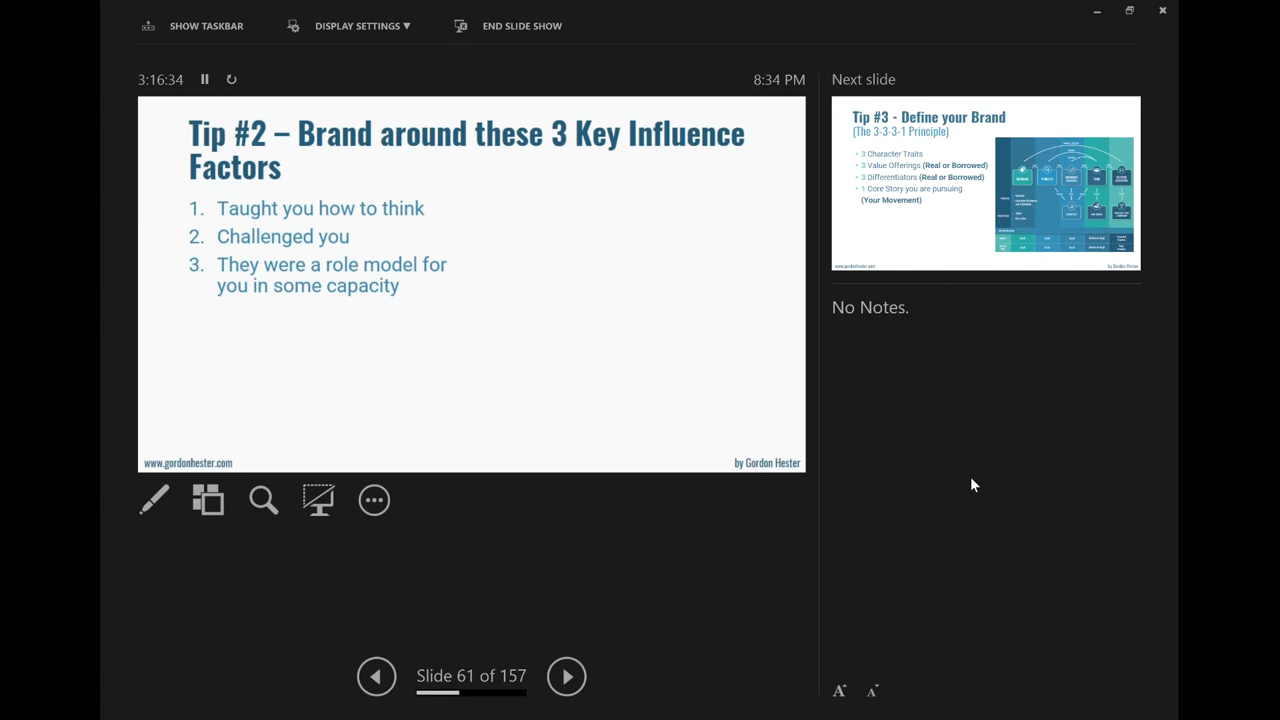 SHOW TASKBAR
DISPLAY SETTINGS ▼
END SLIDE SHOW
3:16:34
8:34 PM
Tip #2 – Brand around these 3 Key Influence
Factors
1. Taught you how to think
2. Challenged you
3. They were a role model for
you in some capacity
www.gordonhester.com
by Gordon Hester
Slide 61 of 157
Next slide
Tip #3 - Define your Brand
(The 3-3-3-1 Principle)
• 3 Character Traits
• 3 Value Offerings (Real or Borrowed)
• 3 Differentiators (Real or Borrowed)
• 1 Core Story you are pursuing
(Your Movement)
www.gordonhester.com
by Gordon Hester
No Notes.
A
A